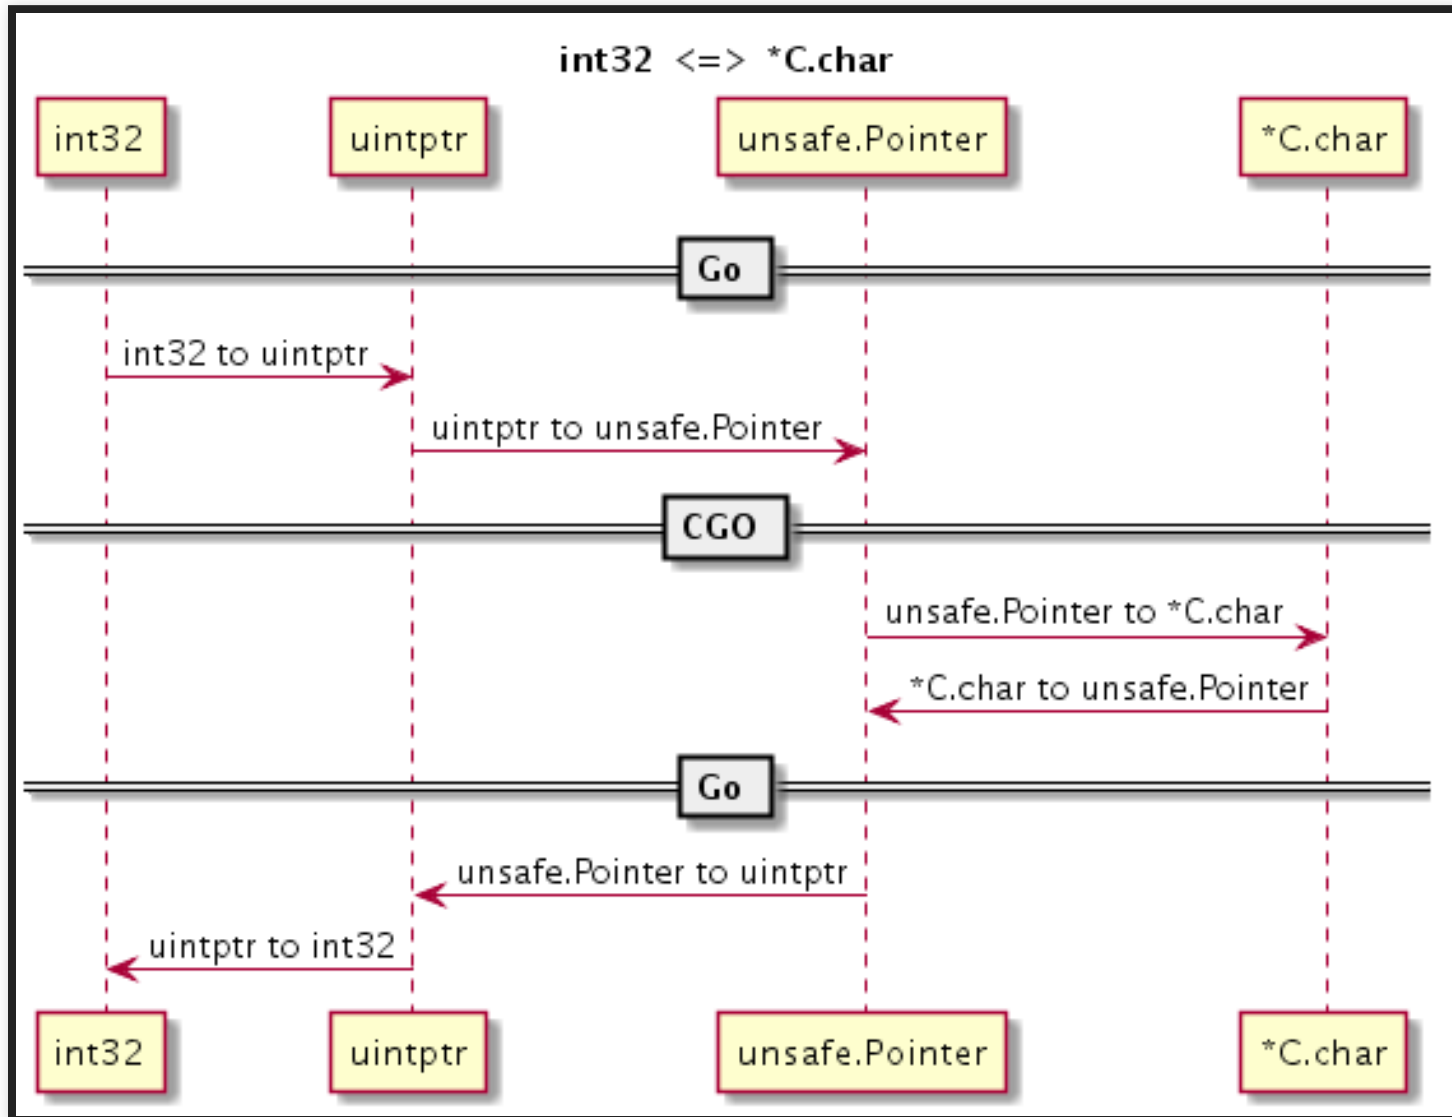 int32 <=> *C.char
int32 uintptr unsafe.Pointer *C.char
Go
int32 to uintptr
uintptr to unsafe.Pointer
CGO
unsafe.Pointer to *C.char
*C.char to unsafe.Pointer
Go
unsafe.Pointer to uintptr
uintptr to int32
int32 uintptr unsafe.Pointer *C.char